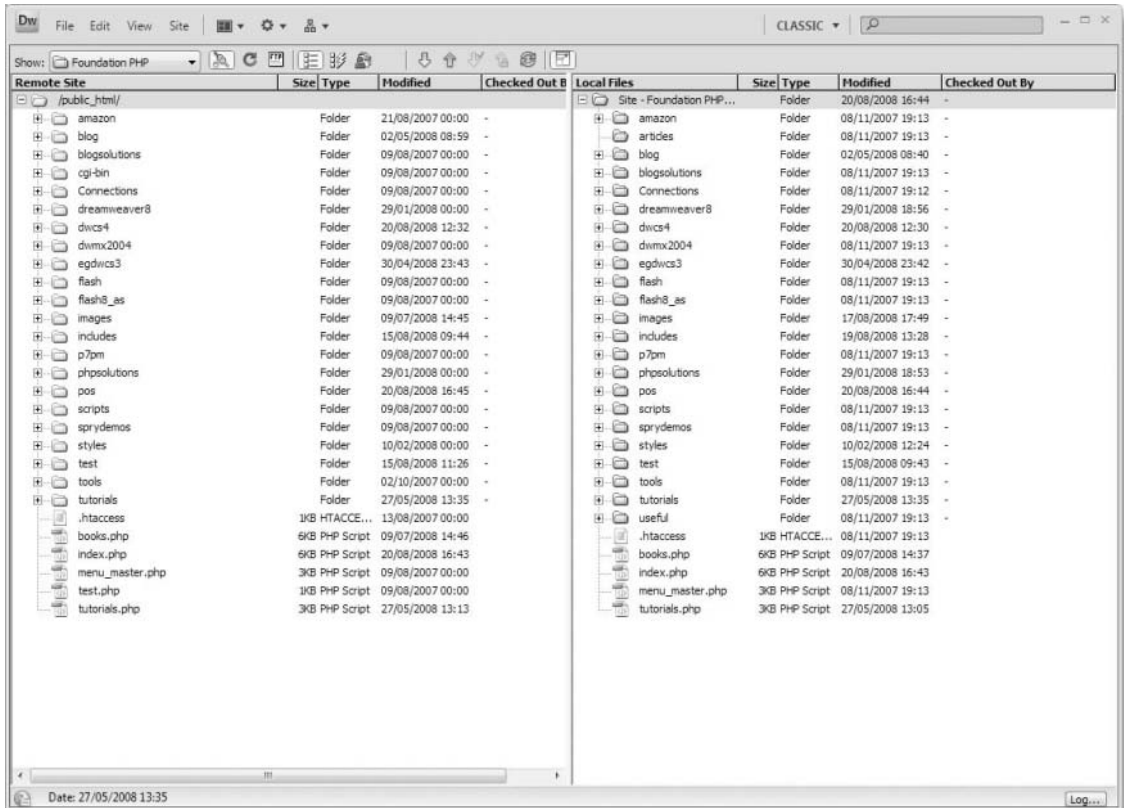 Dw File Edit View Site CLASSIC
Show: Foundation PHP
Remote Site Size Type Modified Checked Out B
/public_html/
amazon Folder 21/08/2007 00:00 -
blog Folder 02/05/2008 08:59 -
blogsolutions Folder 09/08/2007 00:00 -
cgi-bin Folder 09/08/2007 00:00 -
Connections Folder 09/08/2007 00:00 -
dreamweaver8 Folder 29/01/2008 00:00 -
dwcs4 Folder 20/08/2008 12:32 -
dwmx2004 Folder 09/08/2007 00:00 -
egdwcs3 Folder 30/04/2008 23:43 -
flash Folder 09/08/2007 00:00 -
flash8_as Folder 09/08/2007 00:00 -
images Folder 09/07/2008 14:45 -
includes Folder 15/08/2008 09:44 -
p7pm Folder 09/08/2007 00:00 -
phpsolutions Folder 29/01/2008 00:00 -
pos Folder 20/08/2008 16:45 -
scripts Folder 09/08/2007 00:00 -
sprydemos Folder 09/08/2007 00:00 -
styles Folder 10/02/2008 00:00 -
test Folder 15/08/2008 11:26 -
tools Folder 02/10/2007 00:00 -
tutorials Folder 27/05/2008 13:35 -
.htaccess 1KB HTACCE... 13/08/2007 00:00
books.php 6KB PHP Script 09/07/2008 14:46
index.php 6KB PHP Script 20/08/2008 16:43
menu_master.php 3KB PHP Script 09/08/2007 00:00
test.php 1KB PHP Script 09/08/2007 00:00
tutorials.php 3KB PHP Script 27/05/2008 13:13
Local Files Size Type Modified Checked Out By
Site - Foundation PHP... Folder 20/08/2008 16:44 -
amazon Folder 08/11/2007 19:13 -
articles Folder 08/11/2007 19:13 -
blog Folder 02/05/2008 08:40 -
blogsolutions Folder 08/11/2007 19:13 -
Connections Folder 08/11/2007 19:12 -
dreamweaver8 Folder 29/01/2008 18:56 -
dwcs4 Folder 20/08/2008 12:30 -
dwmx2004 Folder 08/11/2007 19:13 -
egdwcs3 Folder 30/04/2008 23:42 -
flash Folder 08/11/2007 19:13 -
flash8_as Folder 08/11/2007 19:13 -
images Folder 17/08/2008 17:49 -
includes Folder 19/08/2008 13:28 -
p7pm Folder 08/11/2007 19:13 -
phpsolutions Folder 29/01/2008 18:53 -
pos Folder 20/08/2008 16:44 -
scripts Folder 08/11/2007 19:13 -
sprydemos Folder 08/11/2007 19:13 -
styles Folder 10/02/2008 12:24 -
test Folder 15/08/2008 09:43 -
tools Folder 08/11/2007 19:13 -
tutorials Folder 27/05/2008 13:35 -
useful Folder 08/11/2007 19:13 -
.htaccess 1KB HTACCE... 08/11/2007 19:13
books.php 6KB PHP Script 09/07/2008 14:37
index.php 6KB PHP Script 20/08/2008 16:43
menu_master.php 3KB PHP Script 08/11/2007 19:13
tutorials.php 3KB PHP Script 27/05/2008 13:05
Date: 27/05/2008 13:35 Log...